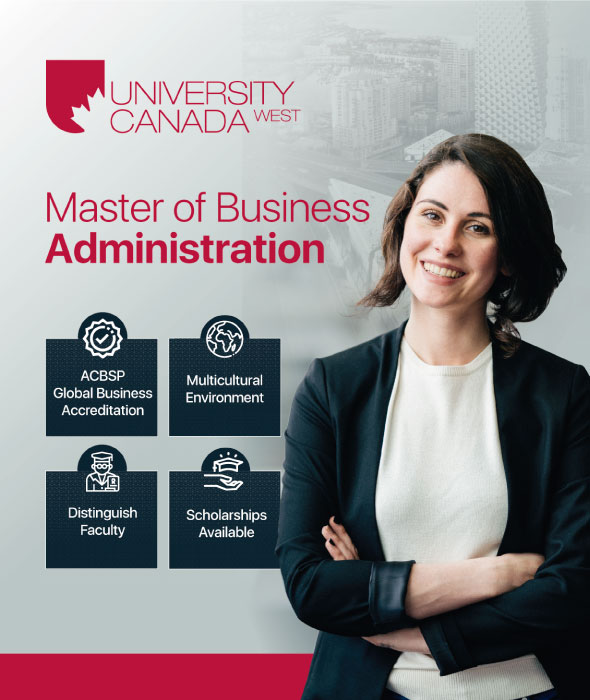 UNIVERSITY
CANADA WEST
Master of Business
Administration
ACBSP
Global Business
Accreditation
Multicultural
Environment
Distinguish
Faculty
Scholarships
Available